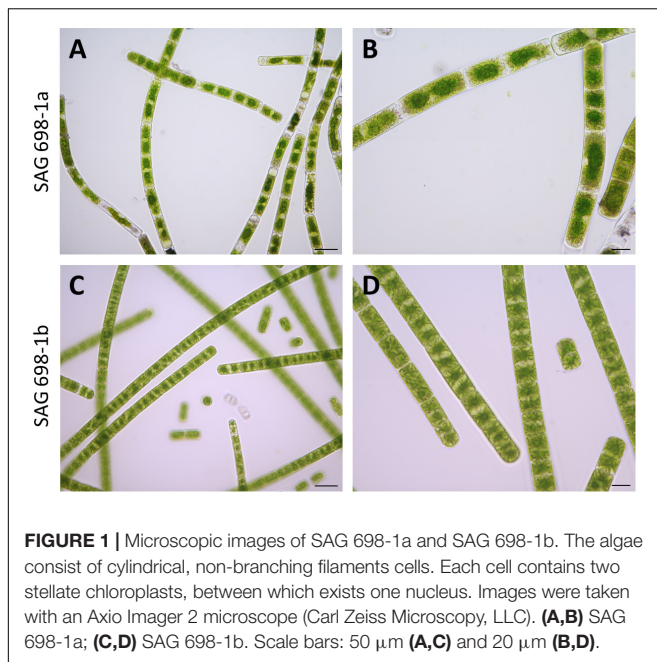 A
B
SAG 698-1a
C
D
SAG 698-1b
FIGURE 1 | Microscopic images of SAG 698-1a and SAG 698-1b. The algae
consist of cylindrical, non-branching filaments cells. Each cell contains two
stellate chloroplasts, between which exists one nucleus. Images were taken
with an Axio Imager 2 microscope (Carl Zeiss Microscopy, LLC). (A,B) SAG
698-1a; (C,D) SAG 698-1b. Scale bars: 50 μm (A,C) and 20 μm (B,D).